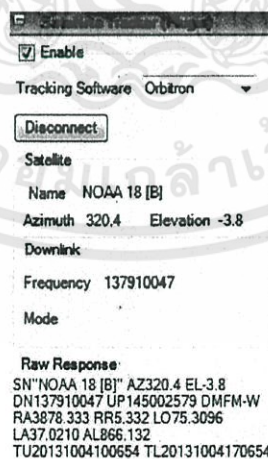 Enable
Tracking Software Orbitron
Disconnect
Satellite
Name NOAA 18 [B]
Azimuth 320.4 Elevation -3.8
Downlink
Frequency 137910047
Mode
Raw Response
SN"NOAA 18 [B]" AZ320.4 EL-3.8
DN137910047 UP145002579 DMFM-W
RA3878.333 RR5.332 LO75.3096
LA37.0210 AL866.132
TU20131004100654 TL20131004170654